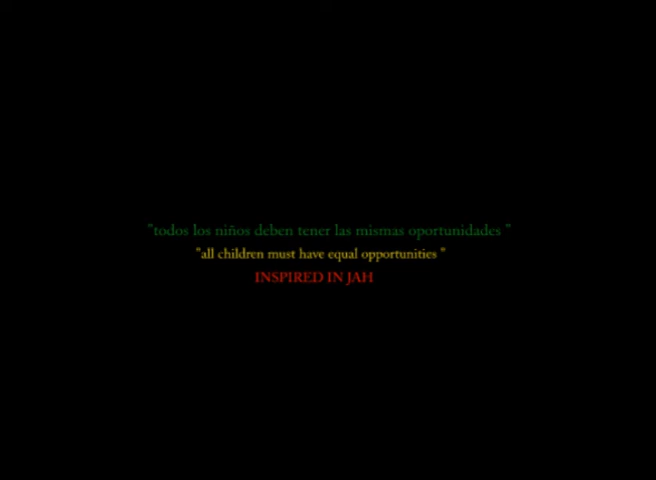 "todos los niños deben tener las mismas oportunidades "
"all children must have equal opportunities "
INSPIRED IN JAH